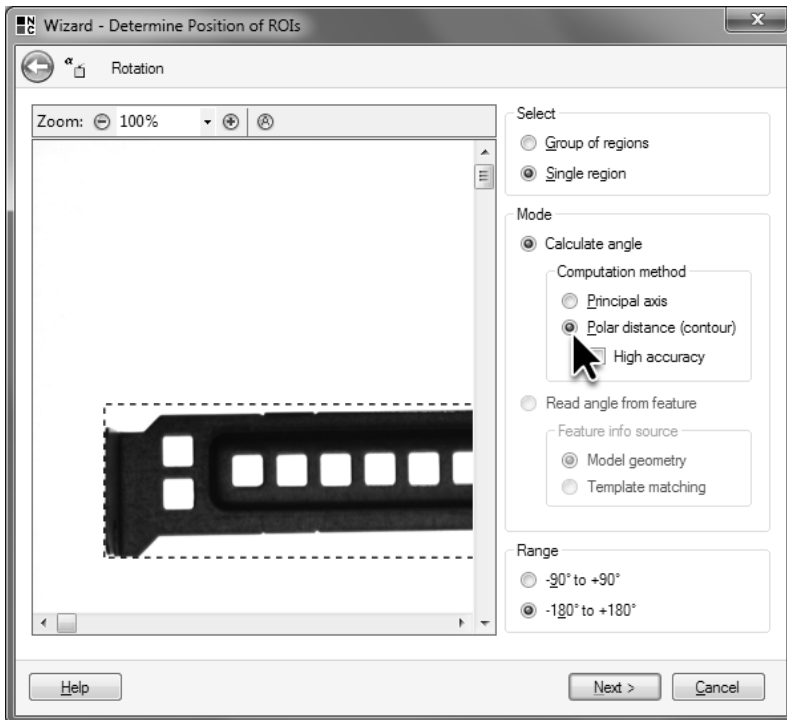 Wizard - Determine Position of ROIs
α Rotation
Zoom: 100%
Select
Group of regions
Single region
Mode
Calculate angle
Computation method
Principal axis
Polar distance (contour)
High accuracy
Read angle from feature
Feature info source
Model geometry
Template matching
Range
-90° to +90°
-180° to +180°
Help
Next >
Cancel